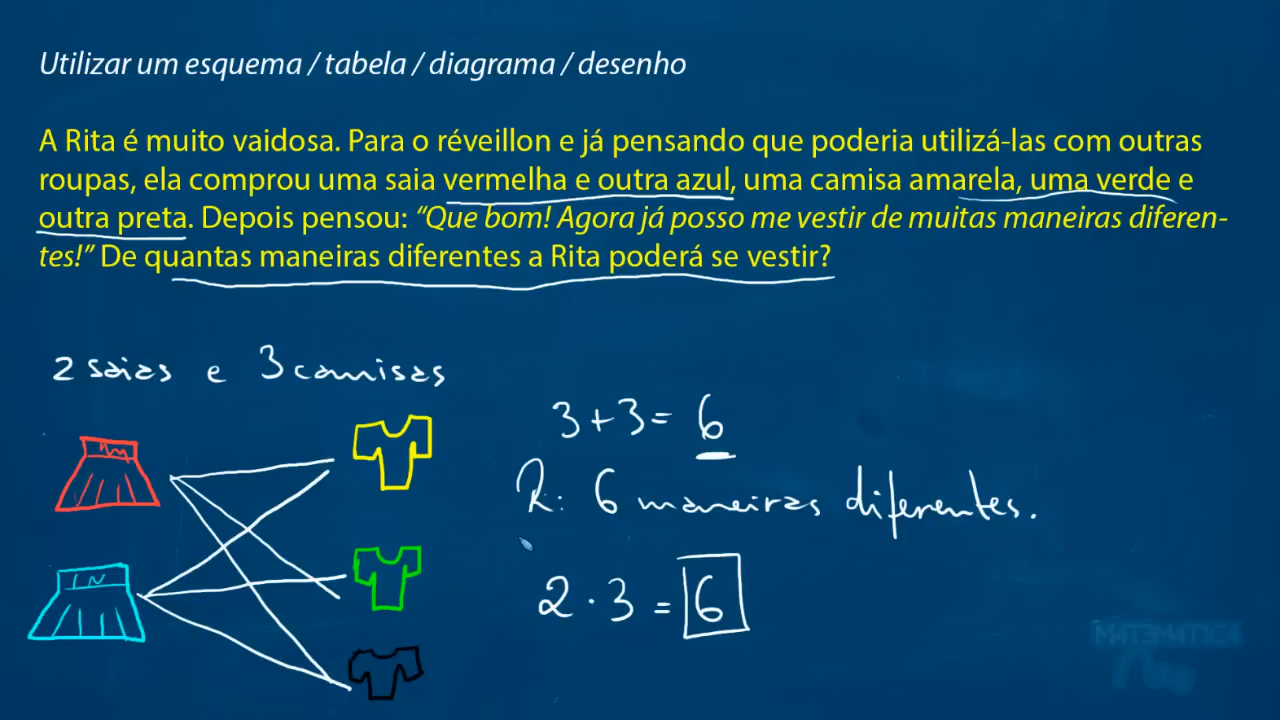 Utilizar um esquema / tabela / diagrama / desenho
A Rita é muito vaidosa. Para o réveillon e já pensando que poderia utilizá-las com outras
roupas, ela comprou uma saia vermelha e outra azul, uma camisa amarela, uma verde e
outra preta. Depois pensou: “Que bom! Agora já posso me vestir de muitas maneiras diferen-
tes!” De quantas maneiras diferentes a Rita poderá se vestir?
2 saias e 3 camisas
3+3= 6
R: 6 maneiras diferentes.
2 · 3 = 6
MATEMÁTICA